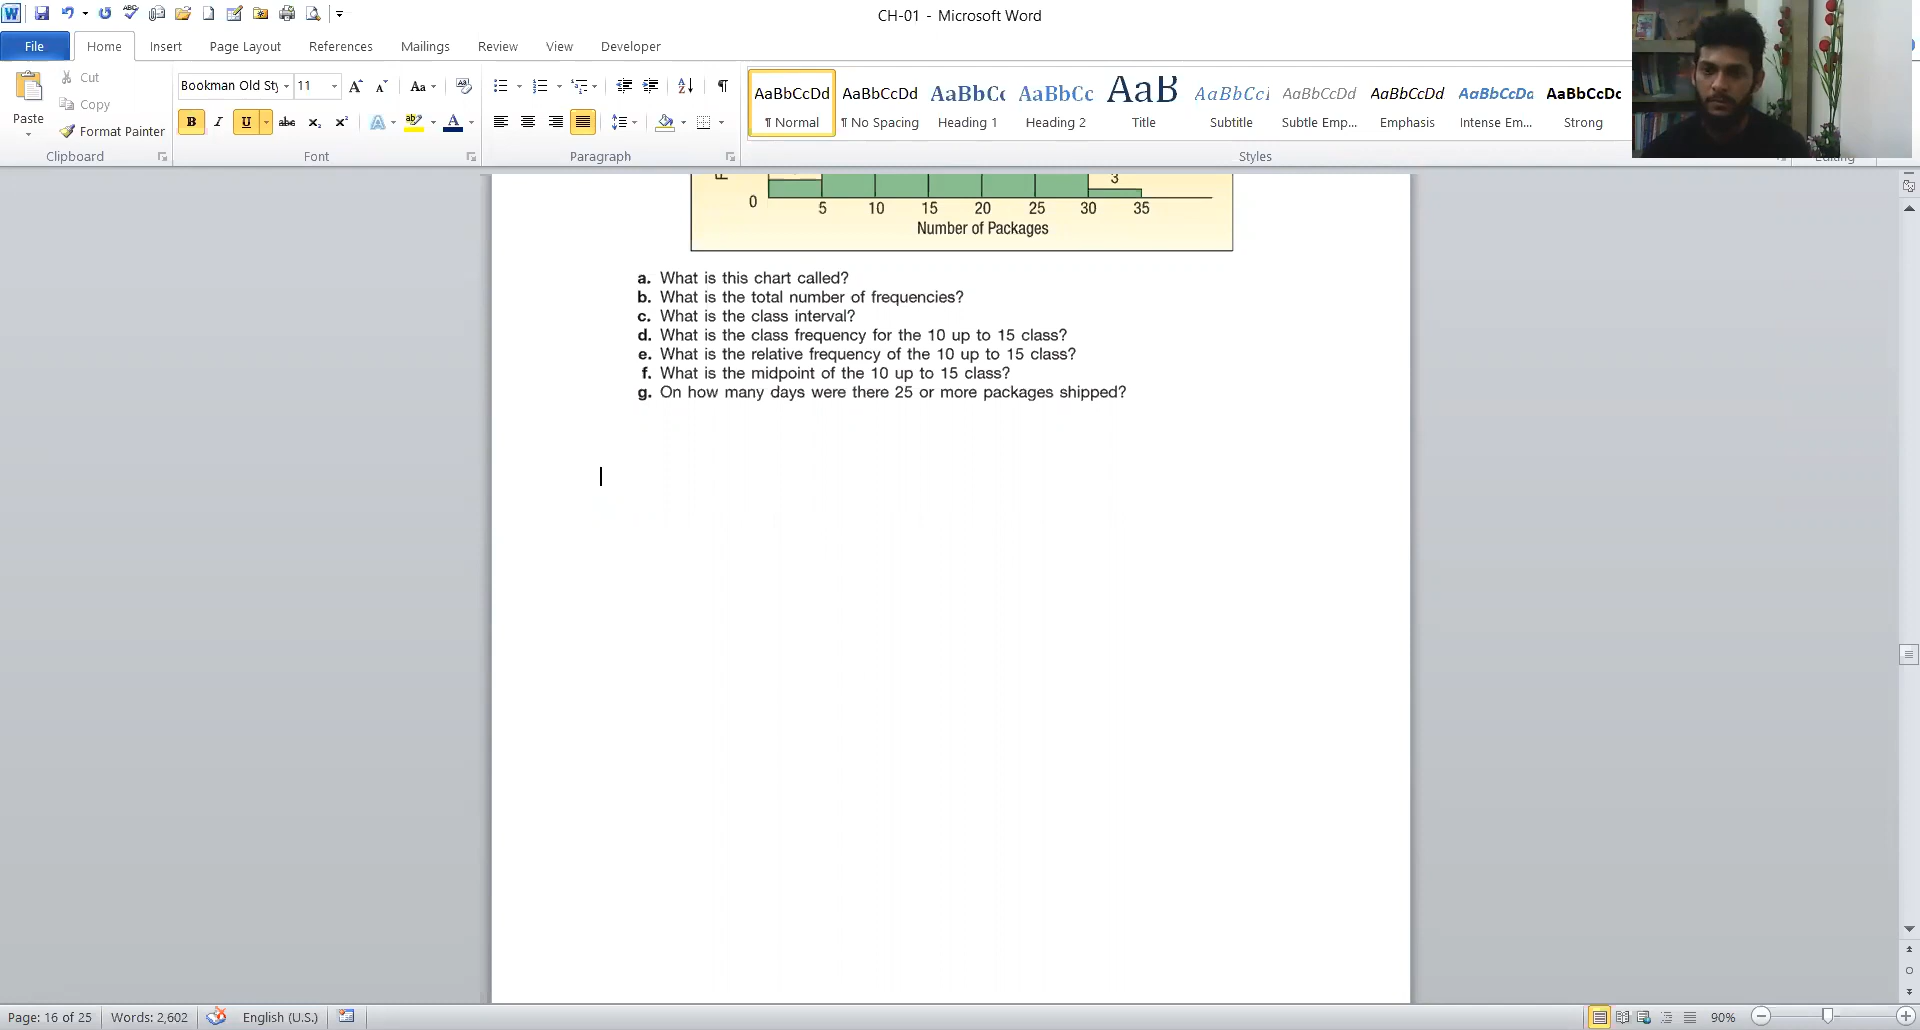 CH-01 - Microsoft Word
File Home Insert Page Layout References Mailings Review View Developer
Paste
Cut
Copy
Format Painter
Clipboard
Bookman Old Sty 11
Font
Paragraph
AaBbCcDd AaBbCcDd AaBbCc AaBbCc AaB AaBbCcI AaBbCcDd AaBbCcDd AaBbCcDd AaBbCcDc
¶ Normal ¶ No Spacing Heading 1 Heading 2 Title Subtitle Subtle Emp... Emphasis Intense Em... Strong
Styles
Editing
3
0 5 10 15 20 25 30 35
Number of Packages
a. What is this chart called?
b. What is the total number of frequencies?
c. What is the class interval?
d. What is the class frequency for the 10 up to 15 class?
e. What is the relative frequency of the 10 up to 15 class?
f. What is the midpoint of the 10 up to 15 class?
g. On how many days were there 25 or more packages shipped?
Page: 16 of 25 Words: 2,602 English (U.S.) 90%